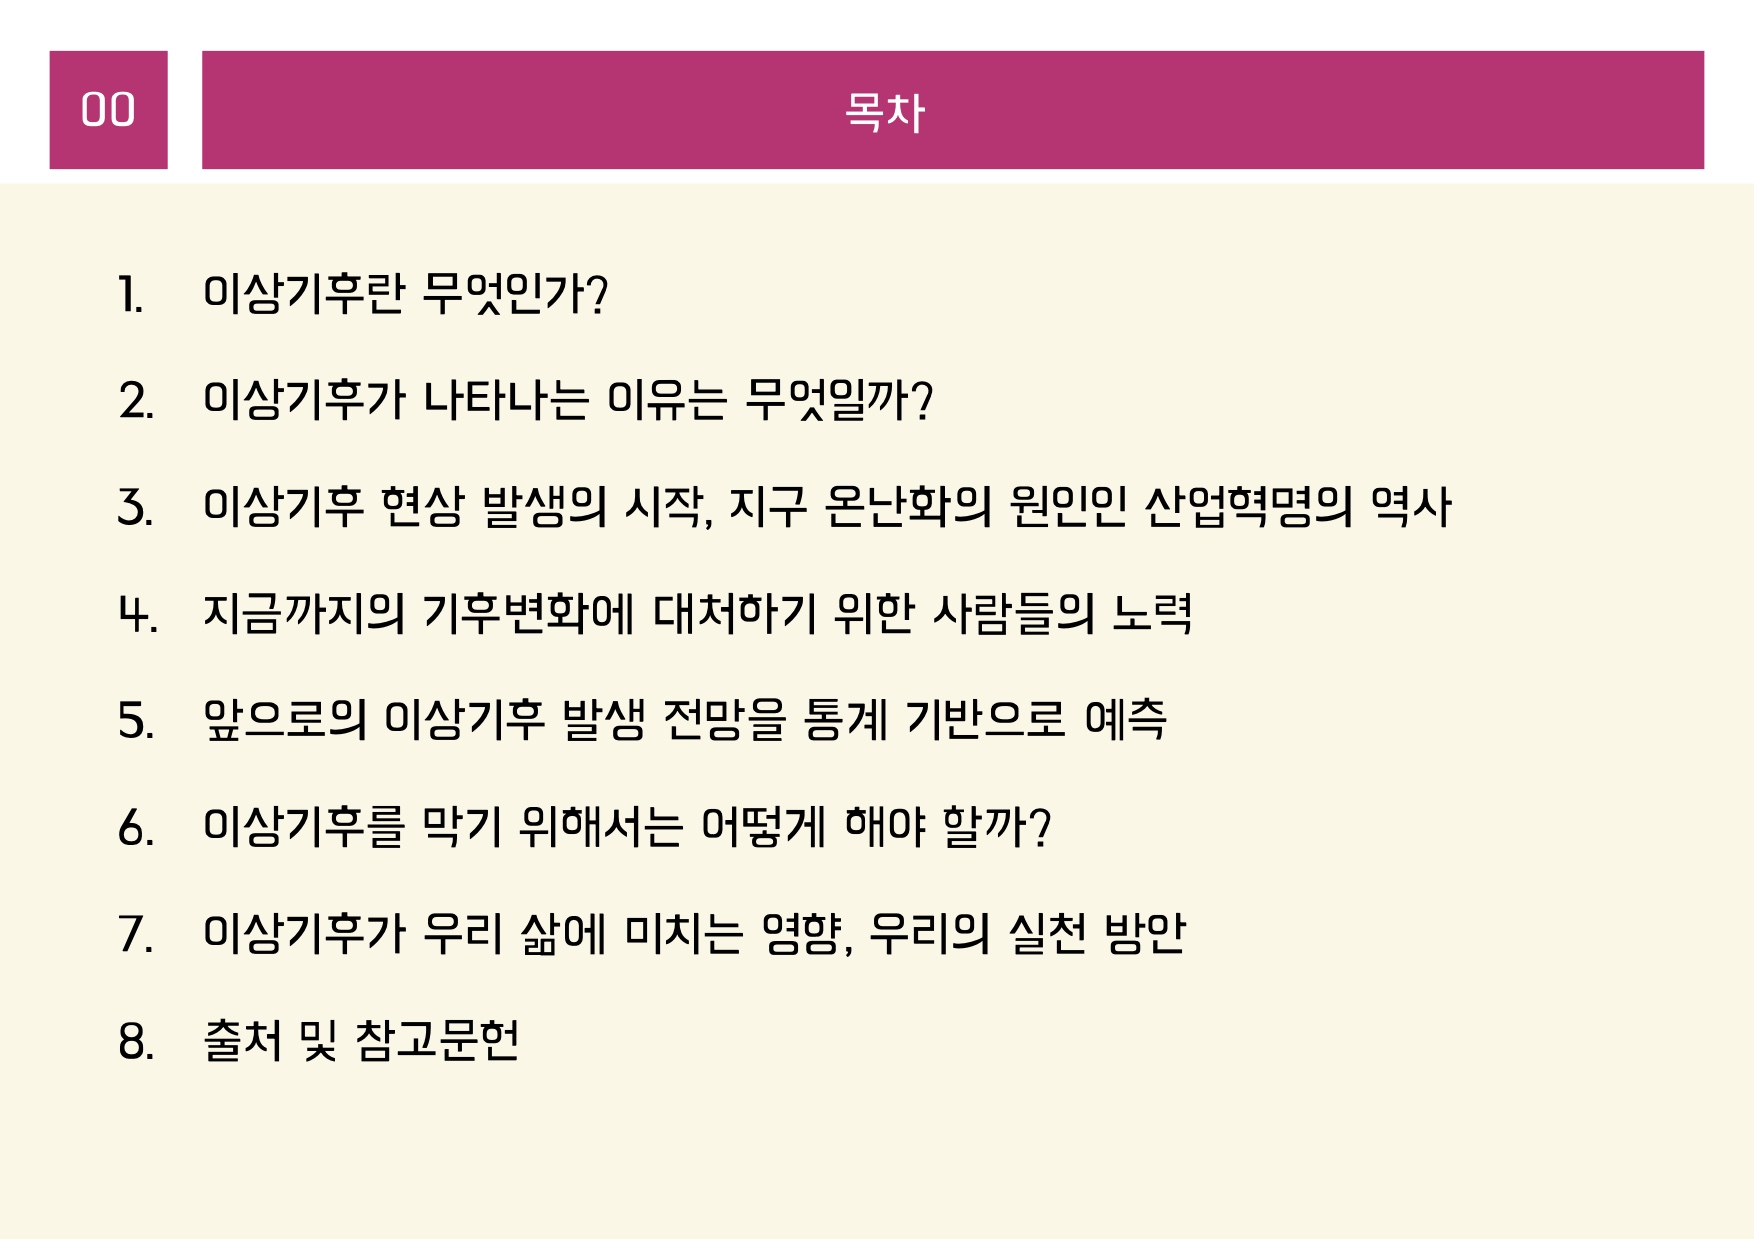 00
목차
1. 이상기후란 무엇인가?
2. 이상기후가 나타나는 이유는 무엇일까?
3. 이상기후 현상 발생의 시작, 지구 온난화의 원인인 산업혁명의 역사
4. 지금까지의 기후변화에 대처하기 위한 사람들의 노력
5. 앞으로의 이상기후 발생 전망을 통계 기반으로 예측
6. 이상기후를 막기 위해서는 어떻게 해야 할까?
7. 이상기후가 우리 삶에 미치는 영향, 우리의 실천 방안
8. 출처 및 참고문헌